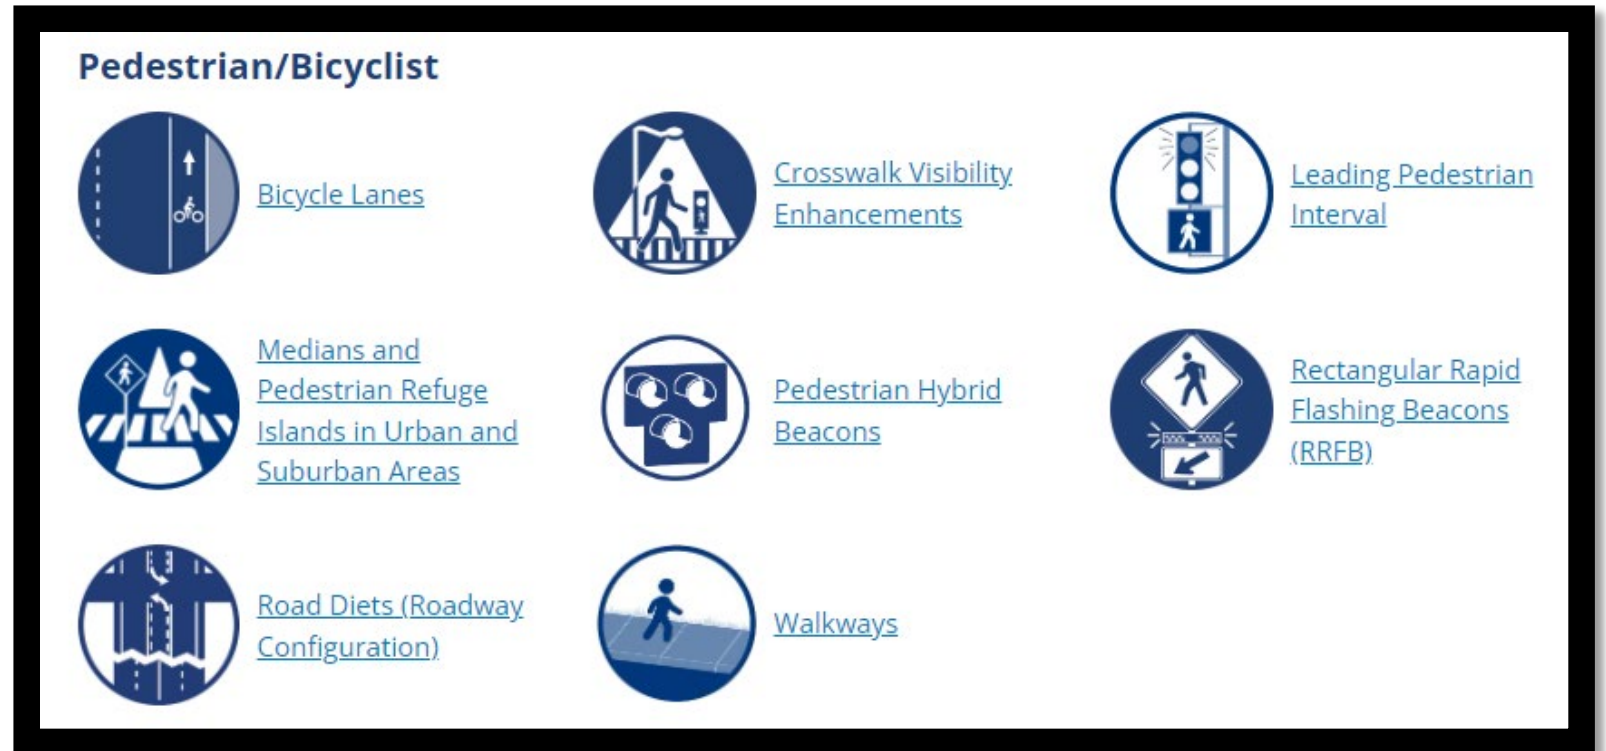 Pedestrian/Bicyclist
Bicycle Lanes
Crosswalk Visibility
Enhancements
Leading Pedestrian
Interval
Medians and
Pedestrian Refuge
Islands in Urban and
Suburban Areas
Pedestrian Hybrid
Beacons
Rectangular Rapid
Flashing Beacons
(RRFB)
Road Diets (Roadway
Configuration)
Walkways